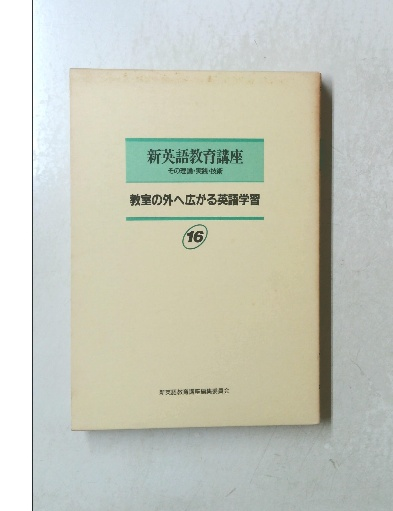 新英語教育講座
その理論・実践・技術
教室の外へ広がる英語学習
16
新英語教育講座編集委員会